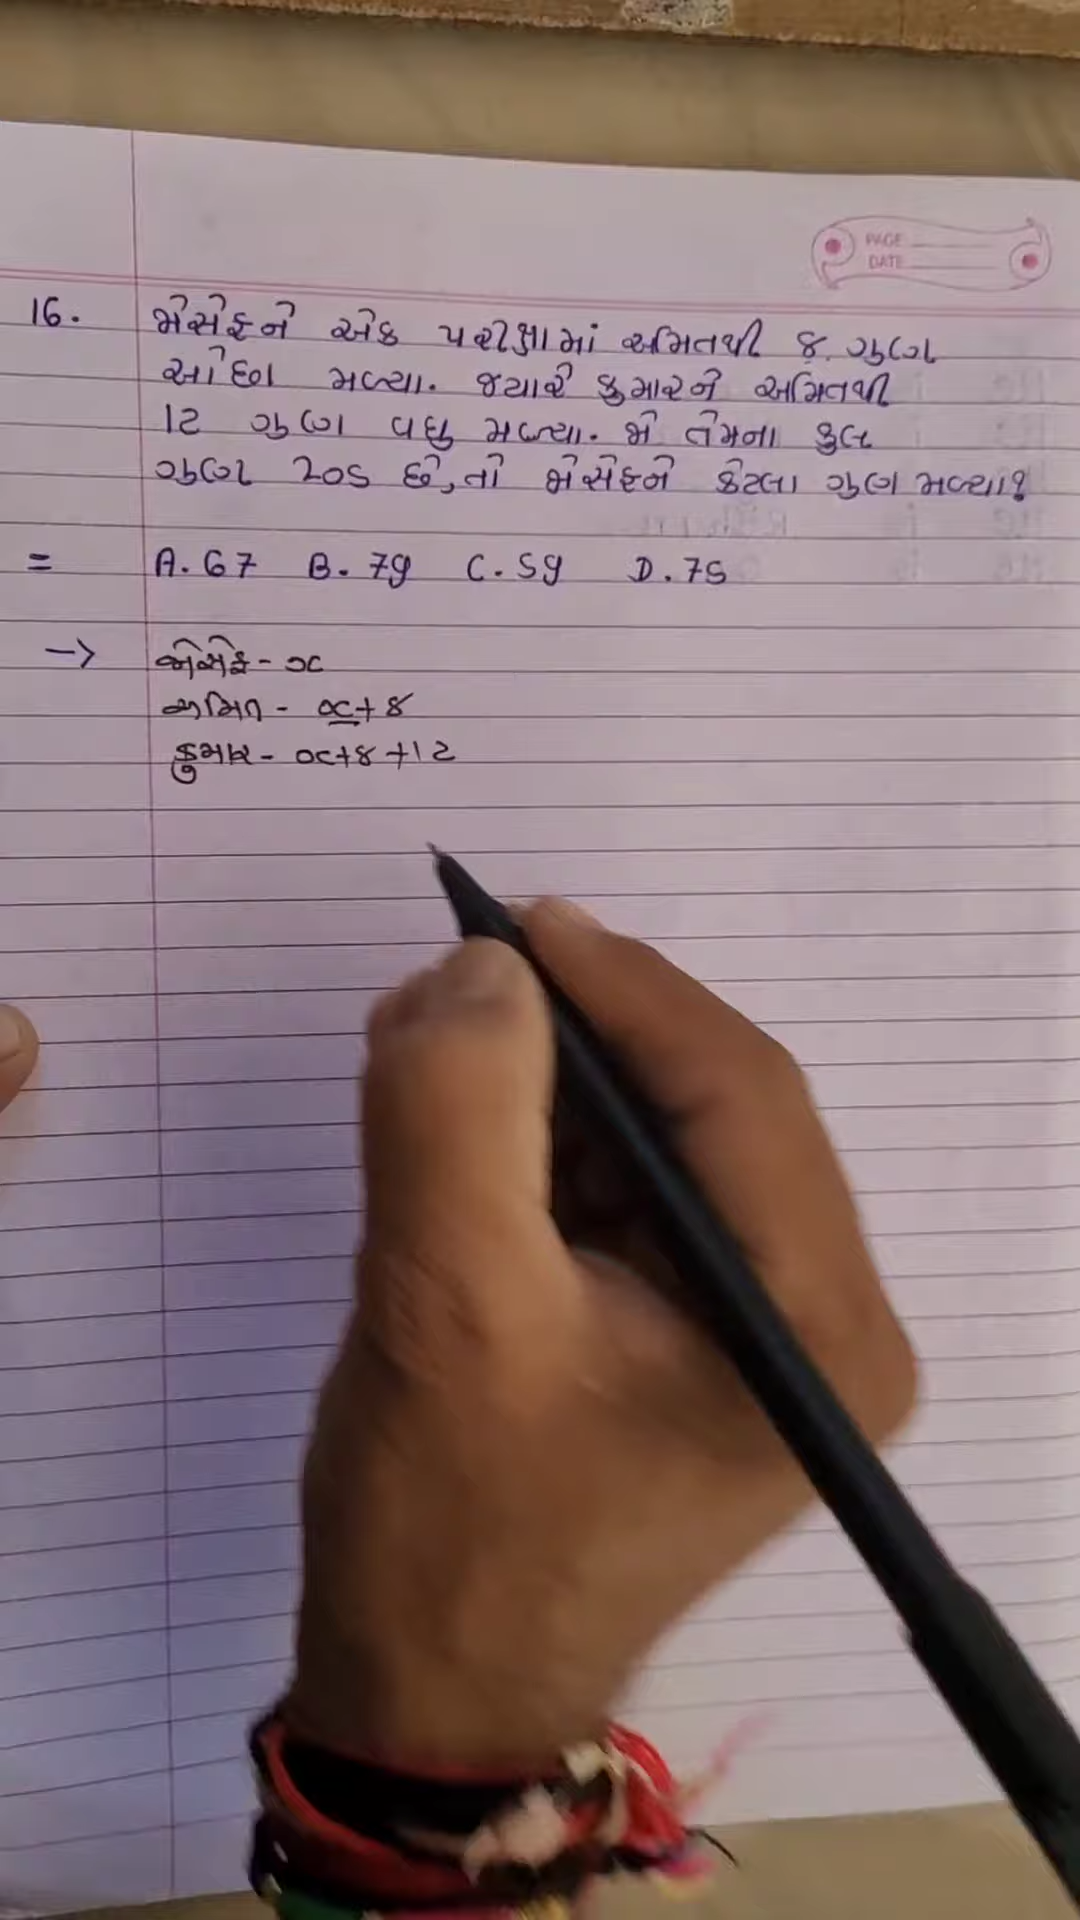 PAGE
DATE
16. જોસેફને એક પરીક્ષામાં અમિતથી 8 ગુણ
ઓછા મળ્યા. જ્યારે કુમારને અમિતથી
12 ગુણ વધુ મળ્યા. જો તેમના કુલ
ગુણ 205 છે, તો જોસેફને કેટલા ગુણ મળ્યા?
= A. 67 B. 79 C. 59 D. 75
→ જોસેફ - x
અમિત - x+8
કુમાર - x+8+12